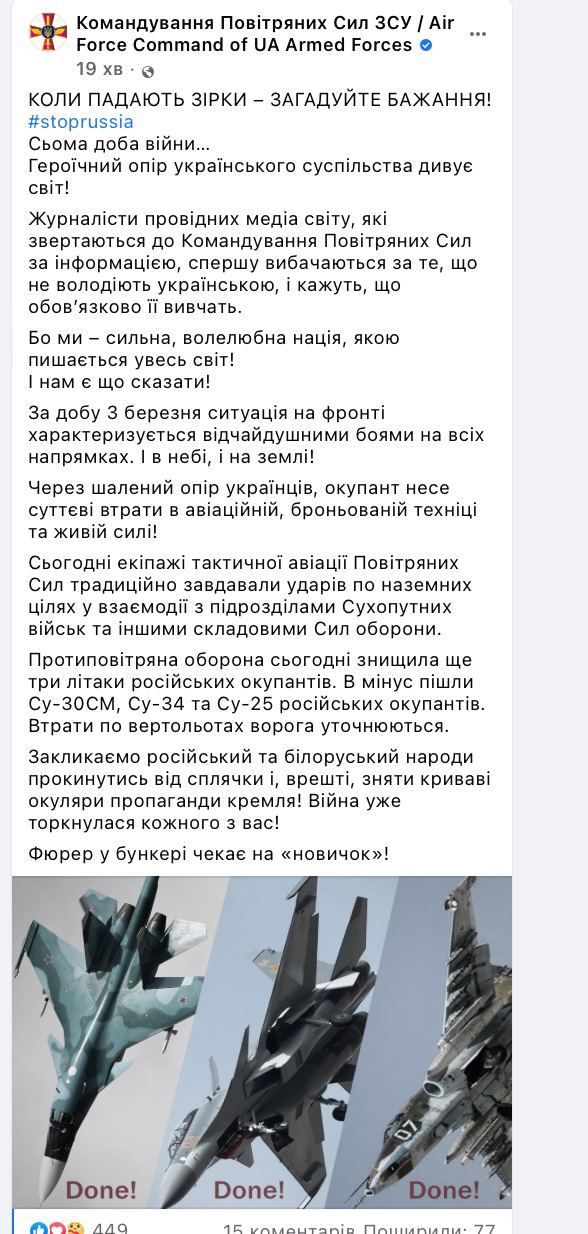 Командування Повітряних Сил ЗСУ / Air
Force Command of UA Armed Forces
19 хв ·
КОЛИ ПАДАЮТЬ ЗІРКИ – ЗАГАДУЙТЕ БАЖАННЯ!
#stoprussia
Сьома доба війни...
Героїчний опір українського суспільства дивує
світ!
Журналісти провідних медіа світу, які
звертаються до Командування Повітряних Сил
за інформацією, спершу вибачаються за те, що
не володіють українською, і кажуть, що
обов’язково її вивчать.
Бо ми – сильна, волелюбна нація, якою
пишається увесь світ!
І нам є що сказати!
За добу 3 березня ситуація на фронті
характеризується відчайдушними боями на всіх
напрямках. І в небі, і на землі!
Через шалений опір українців, окупант несе
суттєві втрати в авіаційній, броньованій техніці
та живій силі!
Сьогодні екіпажі тактичної авіації Повітряних
Сил традиційно завдавали ударів по наземних
цілях у взаємодії з підрозділами Сухопутних
військ та іншими складовими Сил оборони.
Протиповітряна оборона сьогодні знищила ще
три літаки російських окупантів. В мінус пішли
Су-30СМ, Су-34 та Су-25 російських окупантів.
Втрати по вертольотах ворога уточнюються.
Закликаємо російський та білоруський народи
прокинутись від сплячки і, врешті, зняти криваві
окуляри пропаганди кремля! Війна уже
торкнулася кожного з вас!
Фюрер у бункері чекає на «новичок»!
07
Done! Done! Done!
449 15 коментарів Поширили: 77